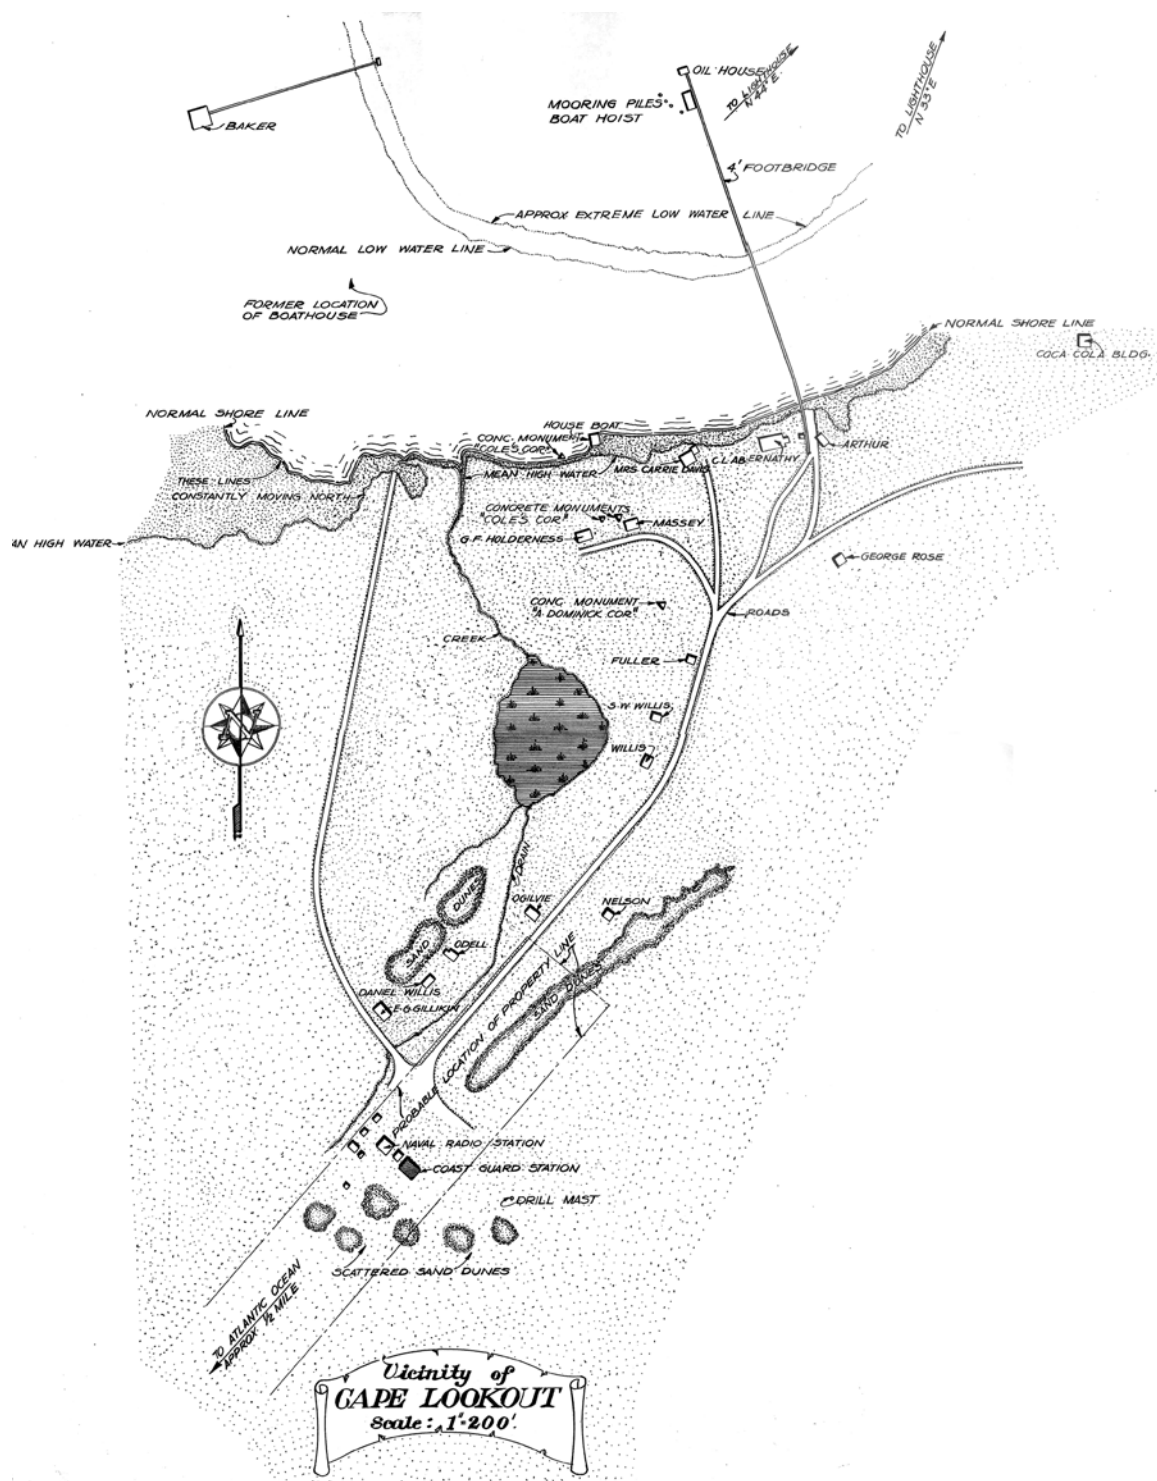 OIL HOUSE
TO LIGHTHOUSE
N 44° E.
TO LIGHTHOUSE
N 33° E
MOORING PILES
BOAT HOIST
BAKER
4' FOOTBRIDGE
APPROX EXTREME LOW WATER LINE
NORMAL LOW WATER LINE
FORMER LOCATION
OF BOATHOUSE
NORMAL SHORE LINE
COCA COLA BLDG.
NORMAL SHORE LINE
HOUSE BOAT
CONC. MONUMENT
"COLE'S COR"
ARTHUR
C.L. ABERNATHY
MEAN HIGH WATER
MRS CARRIE DAVIS
THESE LINES
CONSTANTLY MOVING NORTH
CONCRETE MONUMENTS
"COLE'S COR"
MASSEY
G.F. HOLDERNESS
AN HIGH WATER
GEORGE ROSE
CONC. MONUMENT
"A. DOMINICK COR."
ROADS
CREEK
FULLER
S.W. WILLIS
WILLIS
DRAIN
DUNES
SAND
OGILVIE
NELSON
ODELL
DANIEL WILLIS
E.G. GILLIKIN
SAND DUNES
PROBABLE LOCATION OF PROPERTY LINE
NAVAL RADIO STATION
COAST GUARD STATION
DRILL MAST
SCATTERED SAND DUNES
TO ATLANTIC OCEAN
APPROX. 1/2 MILE
Vicinity of
CAPE LOOKOUT
Scale: 1"=200'